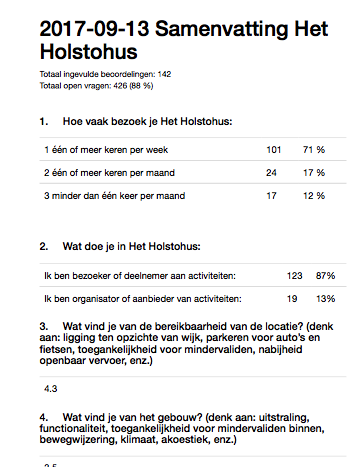 2017-09-13 Samenvatting Het
Holstohus
Totaal ingevulde beoordelingen: 142
Totaal open vragen: 426 (88 %)
1. Hoe vaak bezoek je Het Holstohus:
1 één of meer keren per week 101 71 %
2 één of meer keren per maand 24 17 %
3 minder dan één keer per maand 17 12 %
2. Wat doe je in Het Holstohus:
Ik ben bezoeker of deelnemer aan activiteiten: 123 87%
Ik ben organisator of aanbieder van activiteiten: 19 13%
3. Wat vind je van de bereikbaarheid van de locatie? (denk
aan: ligging ten opzichte van wijk, parkeren voor auto's en
fietsen, toegankelijkheid voor mindervaliden, nabijheid
openbaar vervoer, enz.)
4.3
4. Wat vind je van het gebouw? (denk aan: uitstraling,
functionaliteit, toegankelijkheid voor mindervaliden binnen,
bewegwijzering, klimaat, akoestiek, enz.)